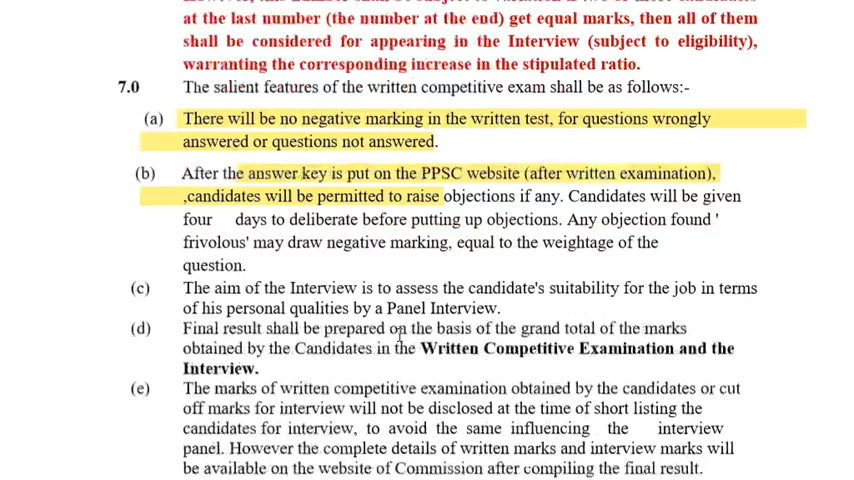 at the last number (the number at the end) get equal marks, then all of them
shall be considered for appearing in the Interview (subject to eligibility),
warranting the corresponding increase in the stipulated ratio.
7.0 The salient features of the written competitive exam shall be as follows:-
(a) There will be no negative marking in the written test, for questions wrongly
answered or questions not answered.
(b) After the answer key is put on the PPSC website (after written examination),
,candidates will be permitted to raise objections if any. Candidates will be given
four days to deliberate before putting up objections. Any objection found '
frivolous' may draw negative marking, equal to the weightage of the
question.
(c) The aim of the Interview is to assess the candidate's suitability for the job in terms
of his personal qualities by a Panel Interview.
(d) Final result shall be prepared on the basis of the grand total of the marks
obtained by the Candidates in the Written Competitive Examination and the
Interview.
(e) The marks of written competitive examination obtained by the candidates or cut
off marks for interview will not be disclosed at the time of short listing the
candidates for interview, to avoid the same influencing the interview
panel. However the complete details of written marks and interview marks will
be available on the website of Commission after compiling the final result.